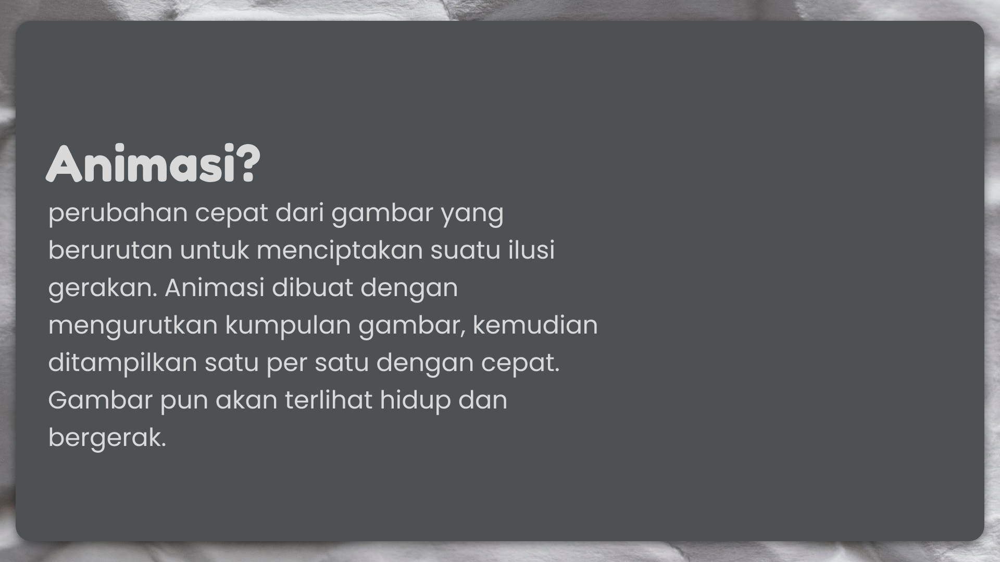 Animasi?
perubahan cepat dari gambar yang
berurutan untuk menciptakan suatu ilusi
gerakan. Animasi dibuat dengan
mengurutkan kumpulan gambar, kemudian
ditampilkan satu per satu dengan cepat.
Gambar pun akan terlihat hidup dan
bergerak.